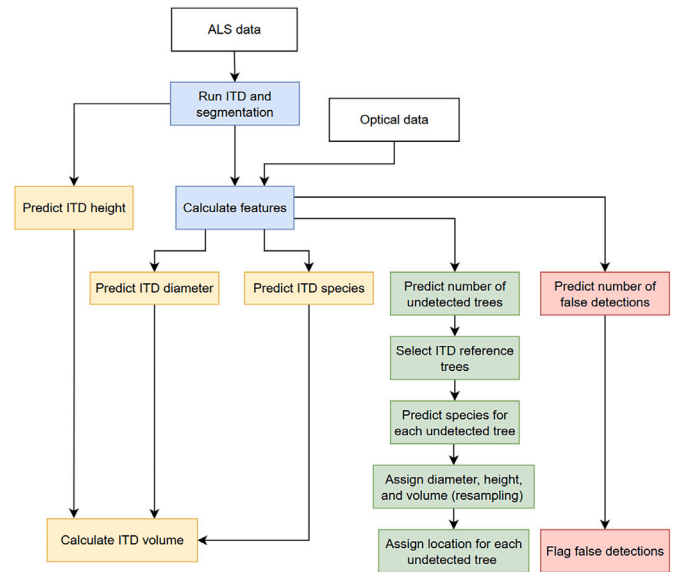 ALS data
Run ITD and
segmentation
Optical data
Predict ITD height
Calculate features
Predict ITD diameter
Predict ITD species
Predict number of
undetected trees
Predict number of
false detections
Select ITD reference
trees
Predict species for
each undetected tree
Assign diameter, height,
and volume (resampling)
Calculate ITD volume
Assign location for each
undetected tree
Flag false detections